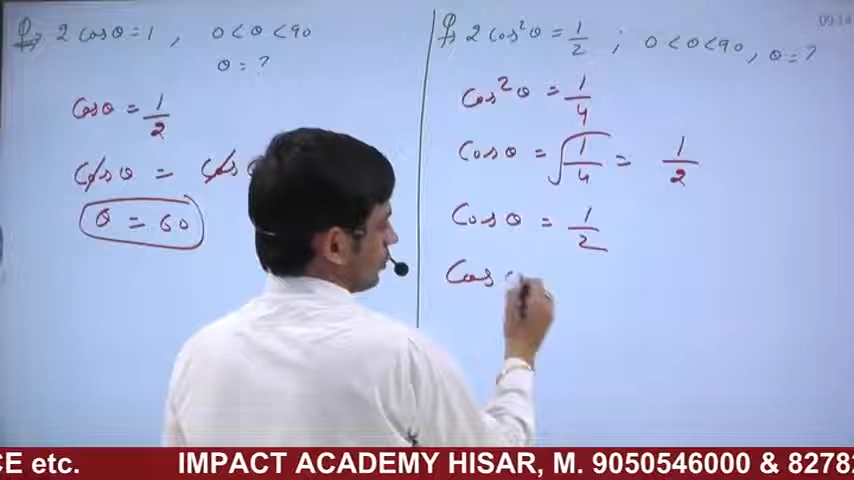 Q→ 2 cosθ = 1 , 0 < θ < 90
θ = ?
Cosθ = 1/2
Cosθ = Cos
θ = 60
Q→ 2 cos²θ = 1/2 ; 0 < θ < 90, θ = ?
Cos²θ = 1/4
Cosθ = √1/4 = 1/2
Cosθ = 1/2
Cos
09:14
CE etc. IMPACT ACADEMY HISAR, M. 9050546000 & 8278